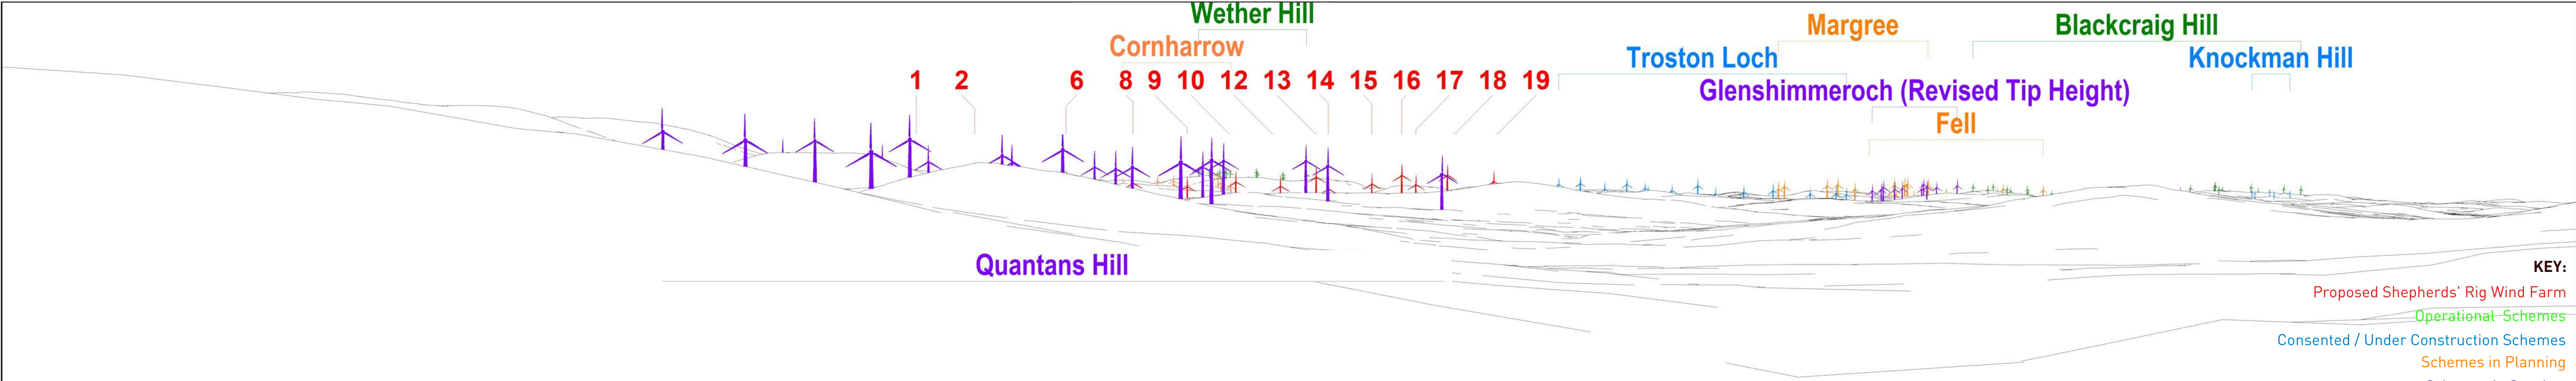 Wether Hill
Cornharrow
Margree
Blackcraig Hill
Troston Loch
Knockman Hill
1 2 6 8 9 10 12 13 14 15 16 17 18 19
Glenshimmeroch (Revised Tip Height)
Fell
Quantans Hill
KEY:
Proposed Shepherds' Rig Wind Farm
Operational Schemes
Consented / Under Construction Schemes
Schemes in Planning